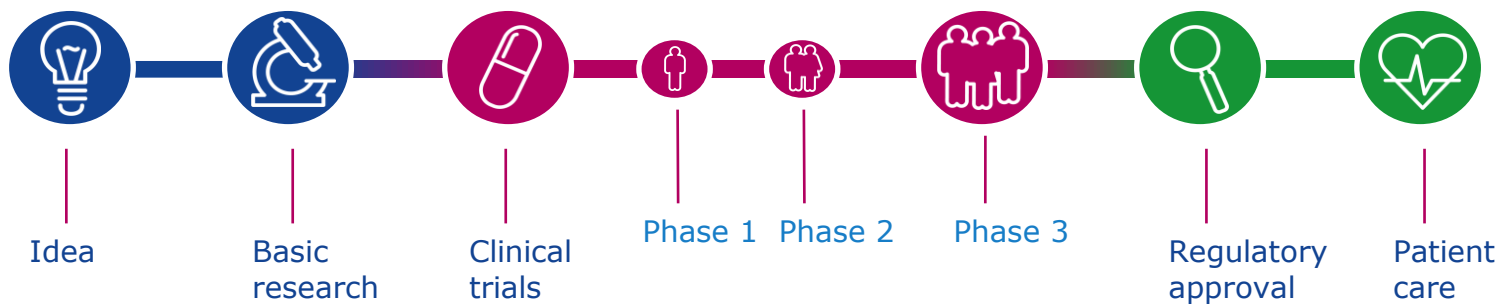 Idea
Basic
research
Clinical
trials
Phase 1
Phase 2
Phase 3
Regulatory
approval
Patient
care